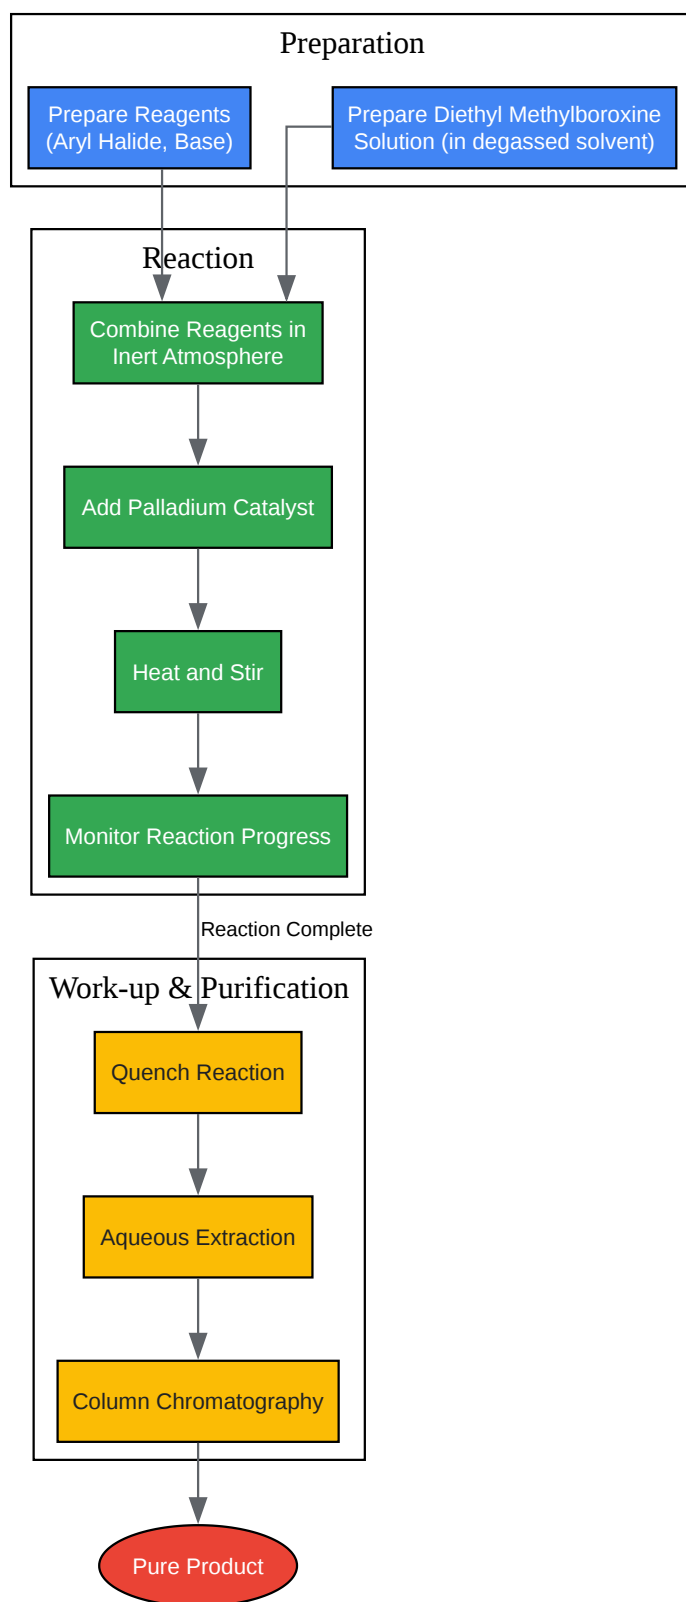 Preparation
Prepare Reagents
(Aryl Halide, Base)
Prepare Diethyl Methylboroxine
Solution (in degassed solvent)
Reaction
Combine Reagents in
Inert Atmosphere
Add Palladium Catalyst
Heat and Stir
Monitor Reaction Progress
Reaction Complete
Work-up & Purification
Quench Reaction
Aqueous Extraction
Column Chromatography
Pure Product